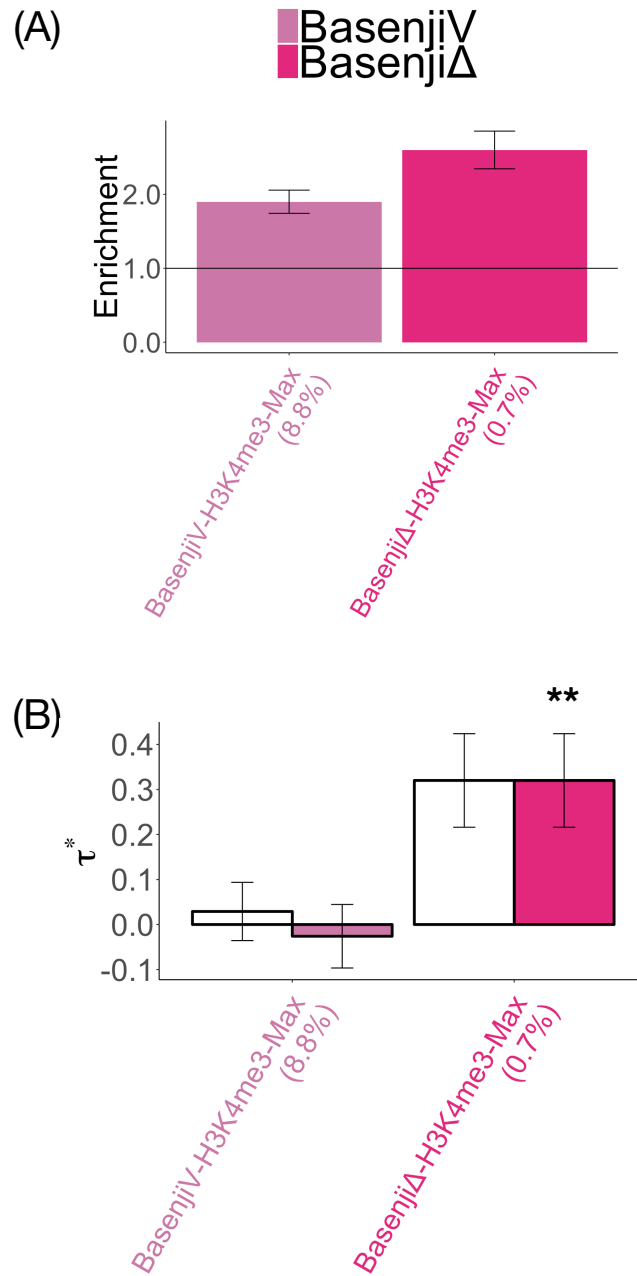 (A)
BasenjiV
BasenjiΔ
Enrichment
2.0
1.0
0.0
BasenjiV-H3K4me3-Max
(8.8%)
BasenjiΔ-H3K4me3-Max
(0.7%)
(B)
**
τ*
0.4
0.3
0.2
0.1
0.0
-0.1
BasenjiV-H3K4me3-Max
(8.8%)
BasenjiΔ-H3K4me3-Max
(0.7%)